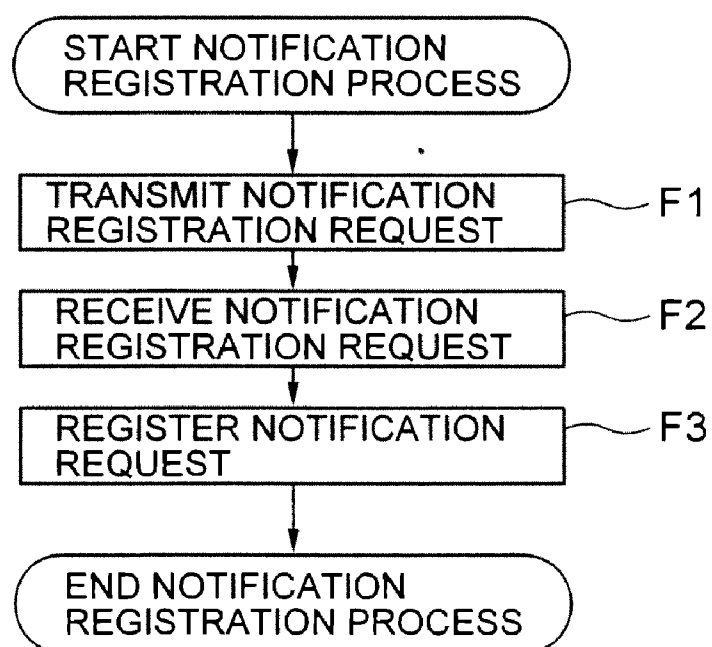 START NOTIFICATION
REGISTRATION PROCESS
TRANSMIT NOTIFICATION
REGISTRATION REQUEST
F1
RECEIVE NOTIFICATION
REGISTRATION REQUEST
F2
REGISTER NOTIFICATION
REQUEST
F3
END NOTIFICATION
REGISTRATION PROCESS